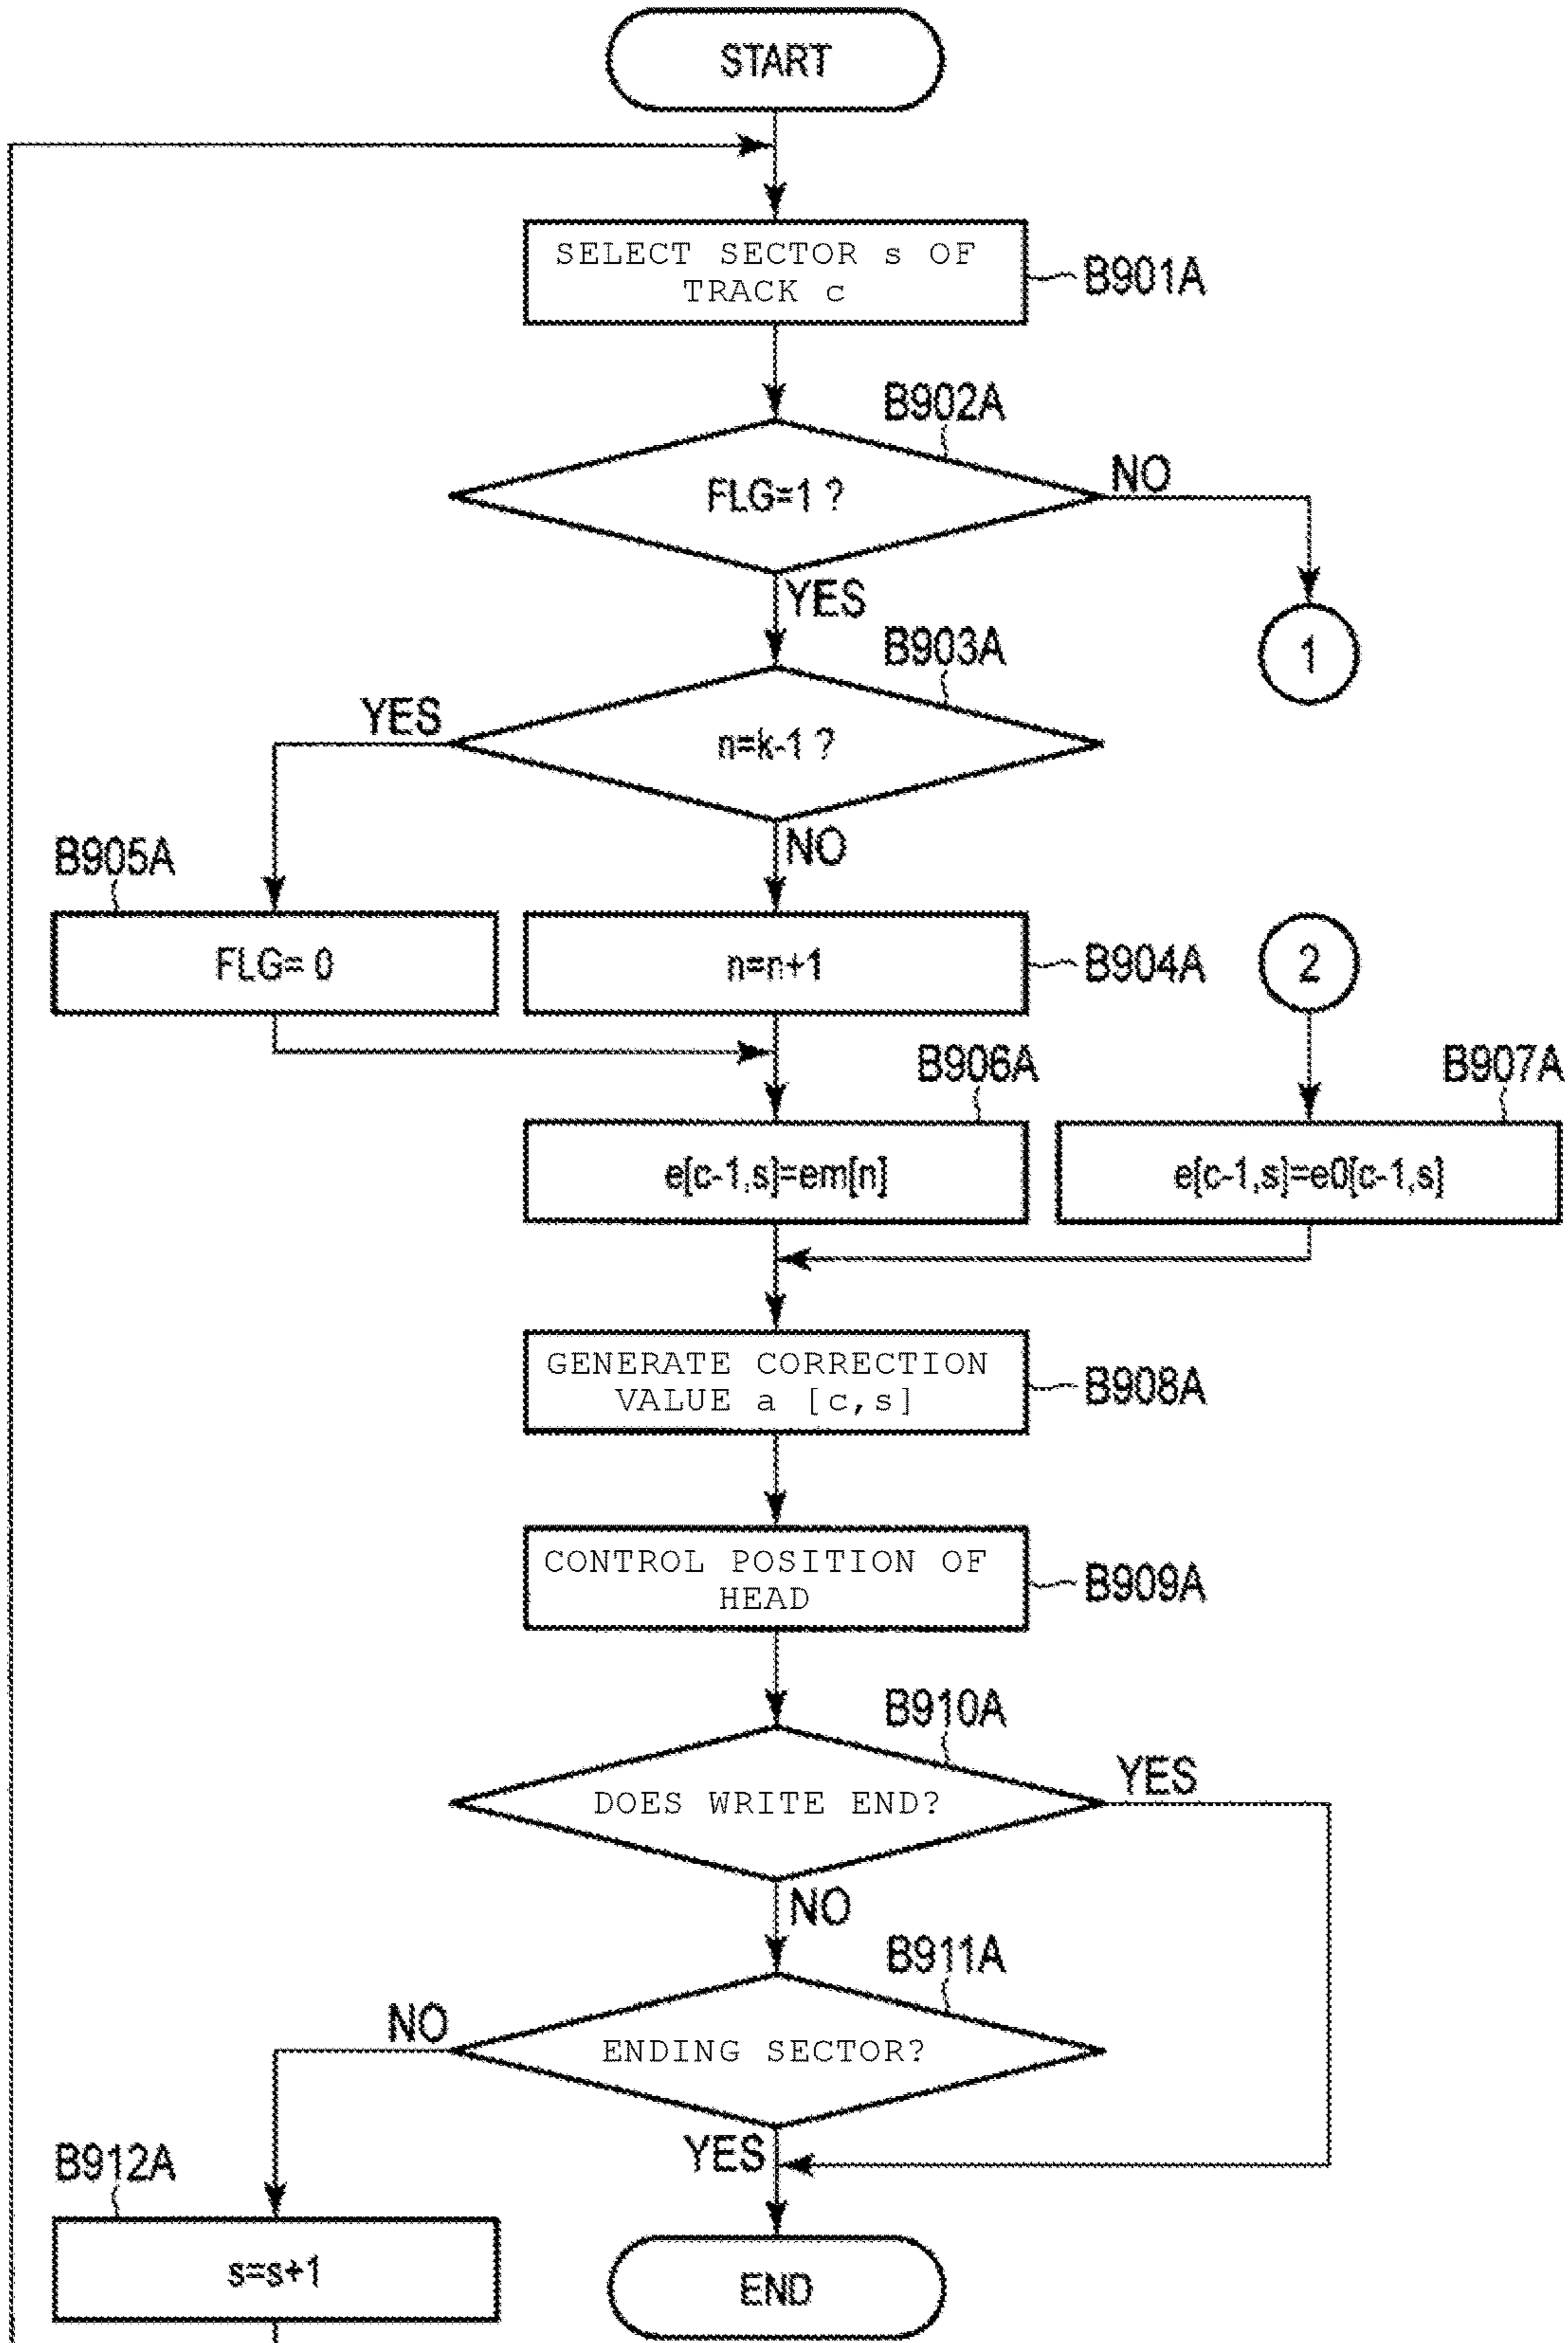 START
SELECT SECTOR s OF
TRACK c
B901A
B902A
FLG=1 ?
NO
YES
1
B903A
YES
n=k-1 ?
NO
B905A
FLG= 0
n=n+1
B904A
2
B906A
B907A
e[c-1,s]=em[n]
e[c-1,s]=e0[c-1,s]
GENERATE CORRECTION
VALUE a [c,s]
B908A
CONTROL POSITION OF
HEAD
B909A
B910A
DOES WRITE END?
YES
NO
B911A
NO
ENDING SECTOR?
YES
B912A
s=s+1
END